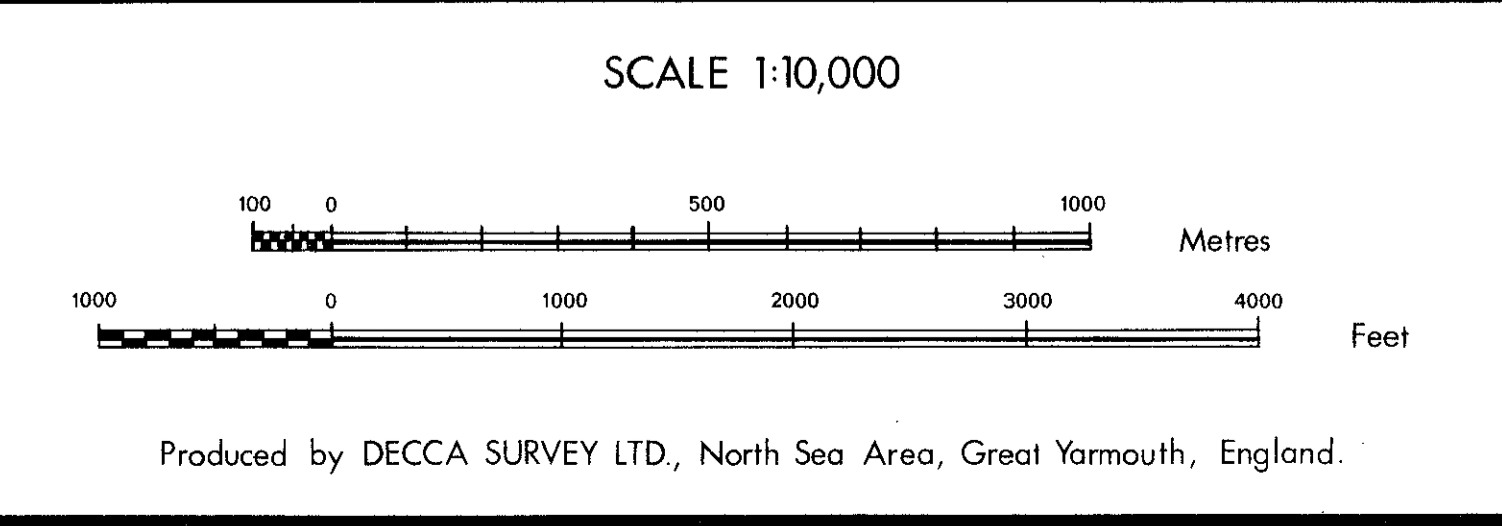 SCALE 1:10,000
100 0 500 1000
Metres
1000 0 1000 2000 3000 4000
Feet
Produced by DECCA SURVEY LTD., North Sea Area, Great Yarmouth, England.